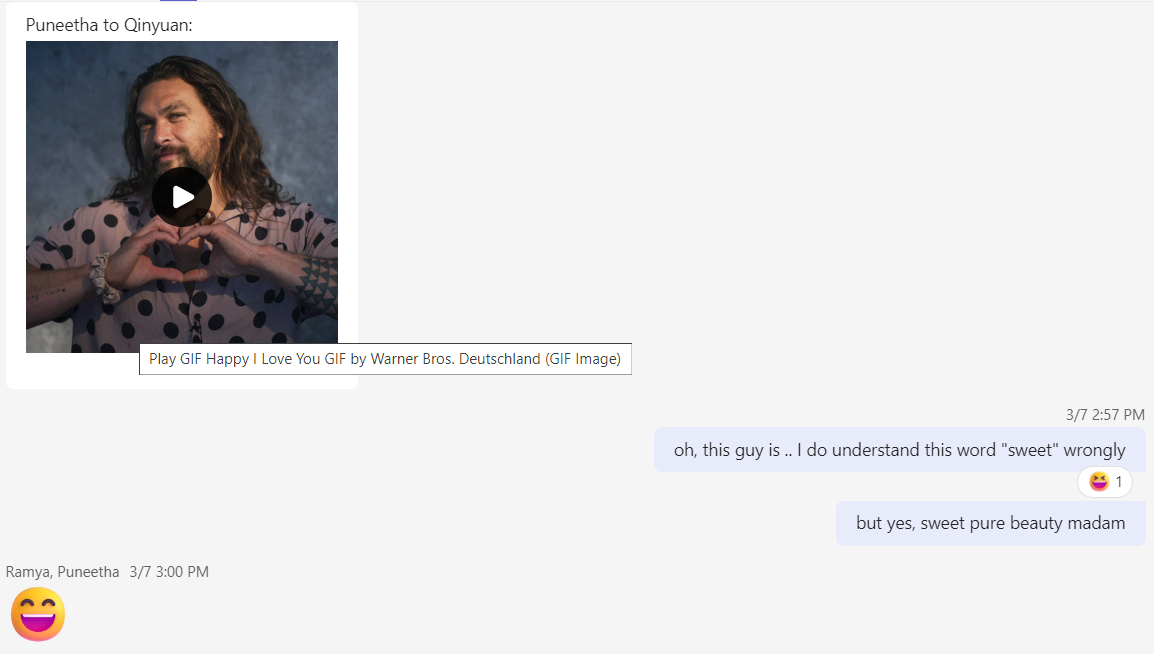 Puneetha to Qinyuan:
Play GIF Happy I Love You GIF by Warner Bros. Deutschland (GIF Image)
3/7 2:57 PM
oh, this guy is .. I do understand this word "sweet" wrongly
1
but yes, sweet pure beauty madam
Ramya, Puneetha 3/7 3:00 PM